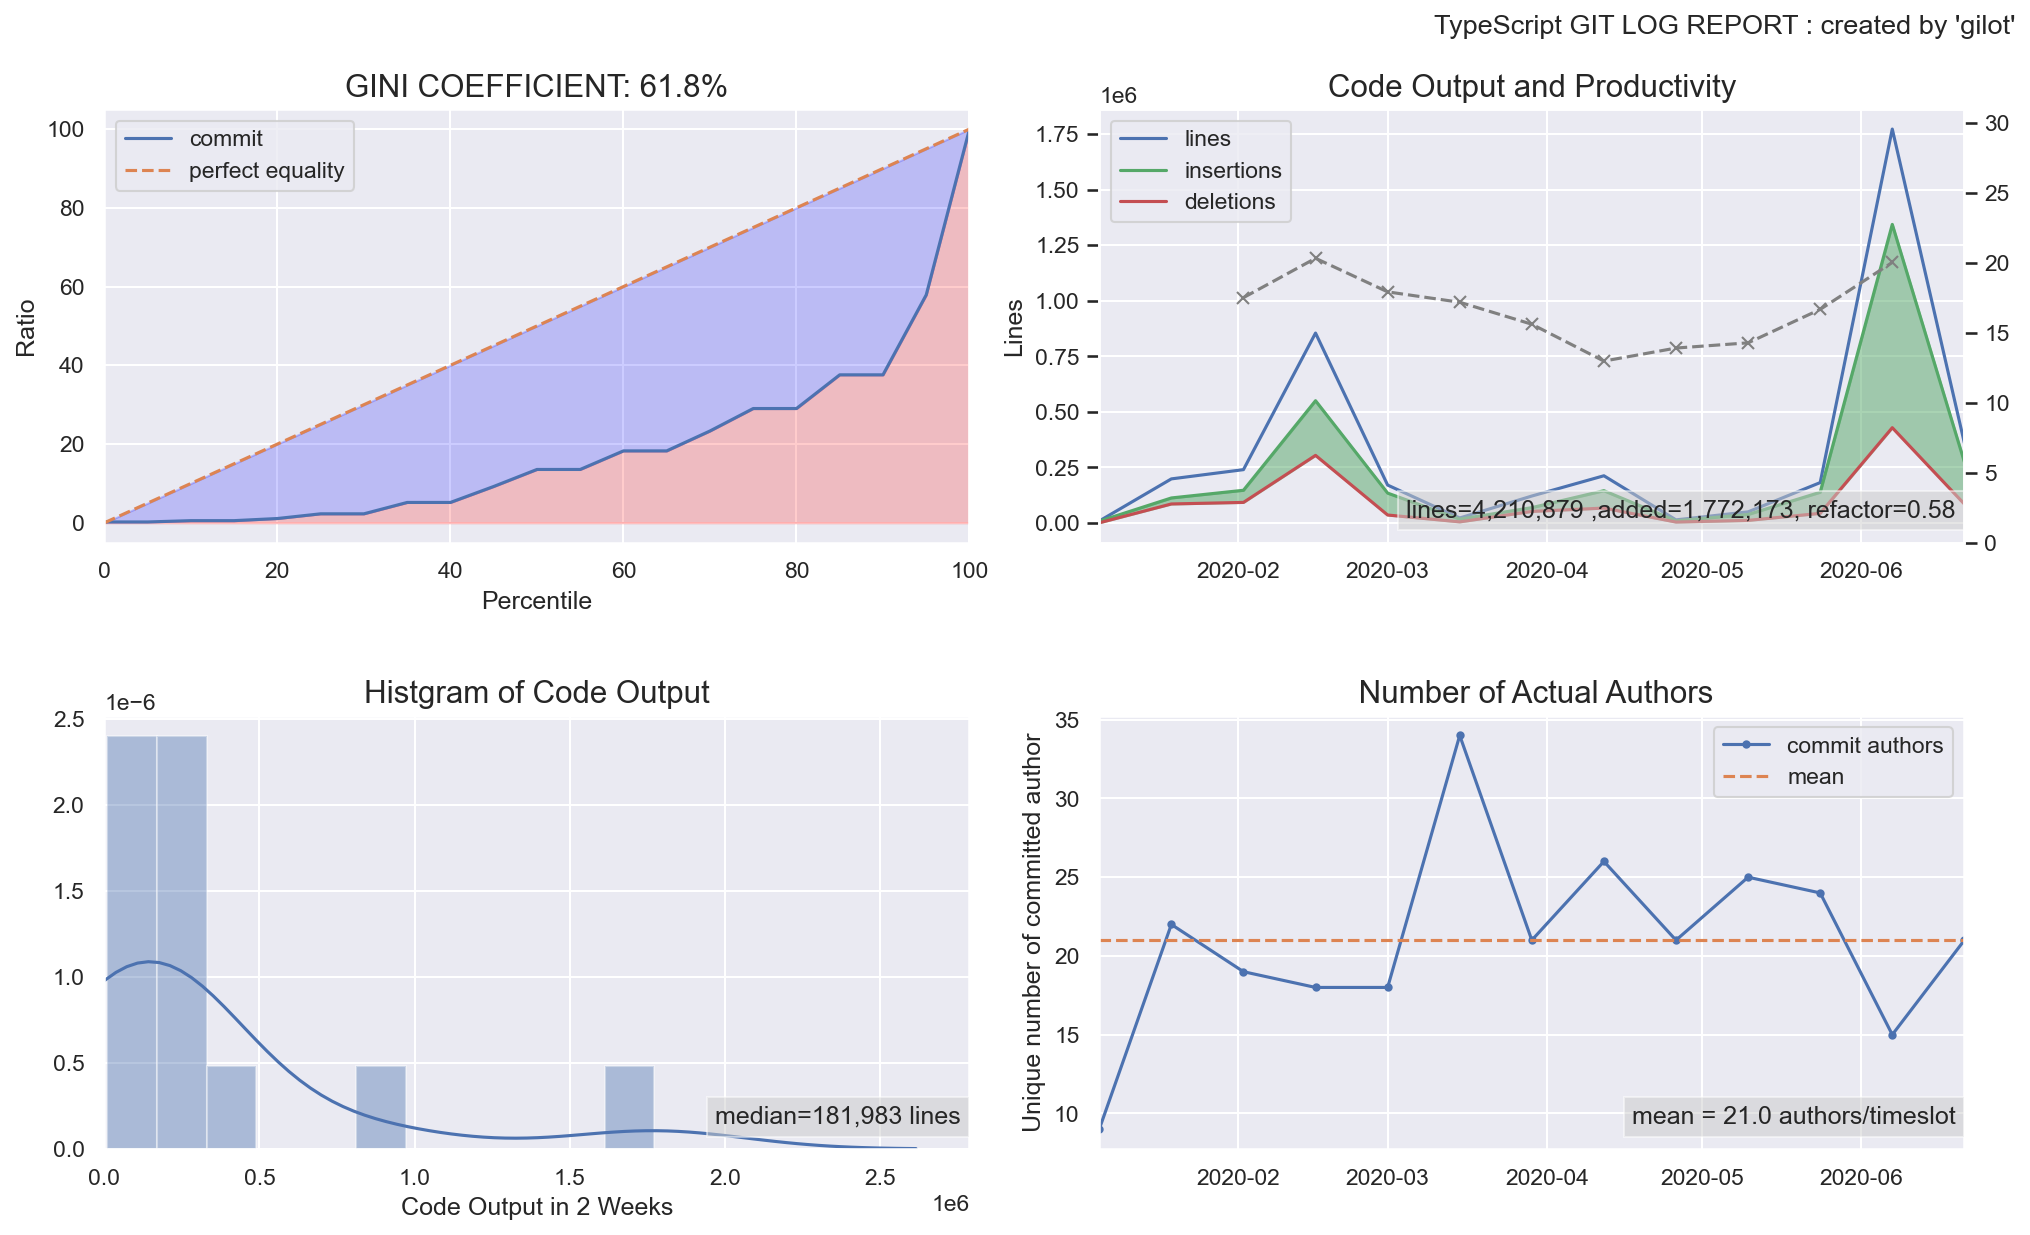 TypeScript GIT LOG REPORT : created by 'gilot'
GINI COEFFICIENT: 61.8%
commit
perfect equality
100
80
60
40
20
0
Ratio
0 20 40 60 80 100
Percentile
Code Output and Productivity
1e6
lines
insertions
deletions
1.75
1.50
1.25
1.00
0.75
0.50
0.25
0.00
Lines
30
25
20
15
10
5
0
lines=4,210,879 ,added=1,772,173, refactor=0.58
2020-02 2020-03 2020-04 2020-05 2020-06
Histgram of Code Output
1e−6
2.5
2.0
1.5
1.0
0.5
0.0
median=181,983 lines
0.0 0.5 1.0 1.5 2.0 2.5
1e6
Code Output in 2 Weeks
Number of Actual Authors
commit authors
mean
35
30
25
20
15
10
Unique number of committed author
mean = 21.0 authors/timeslot
2020-02 2020-03 2020-04 2020-05 2020-06